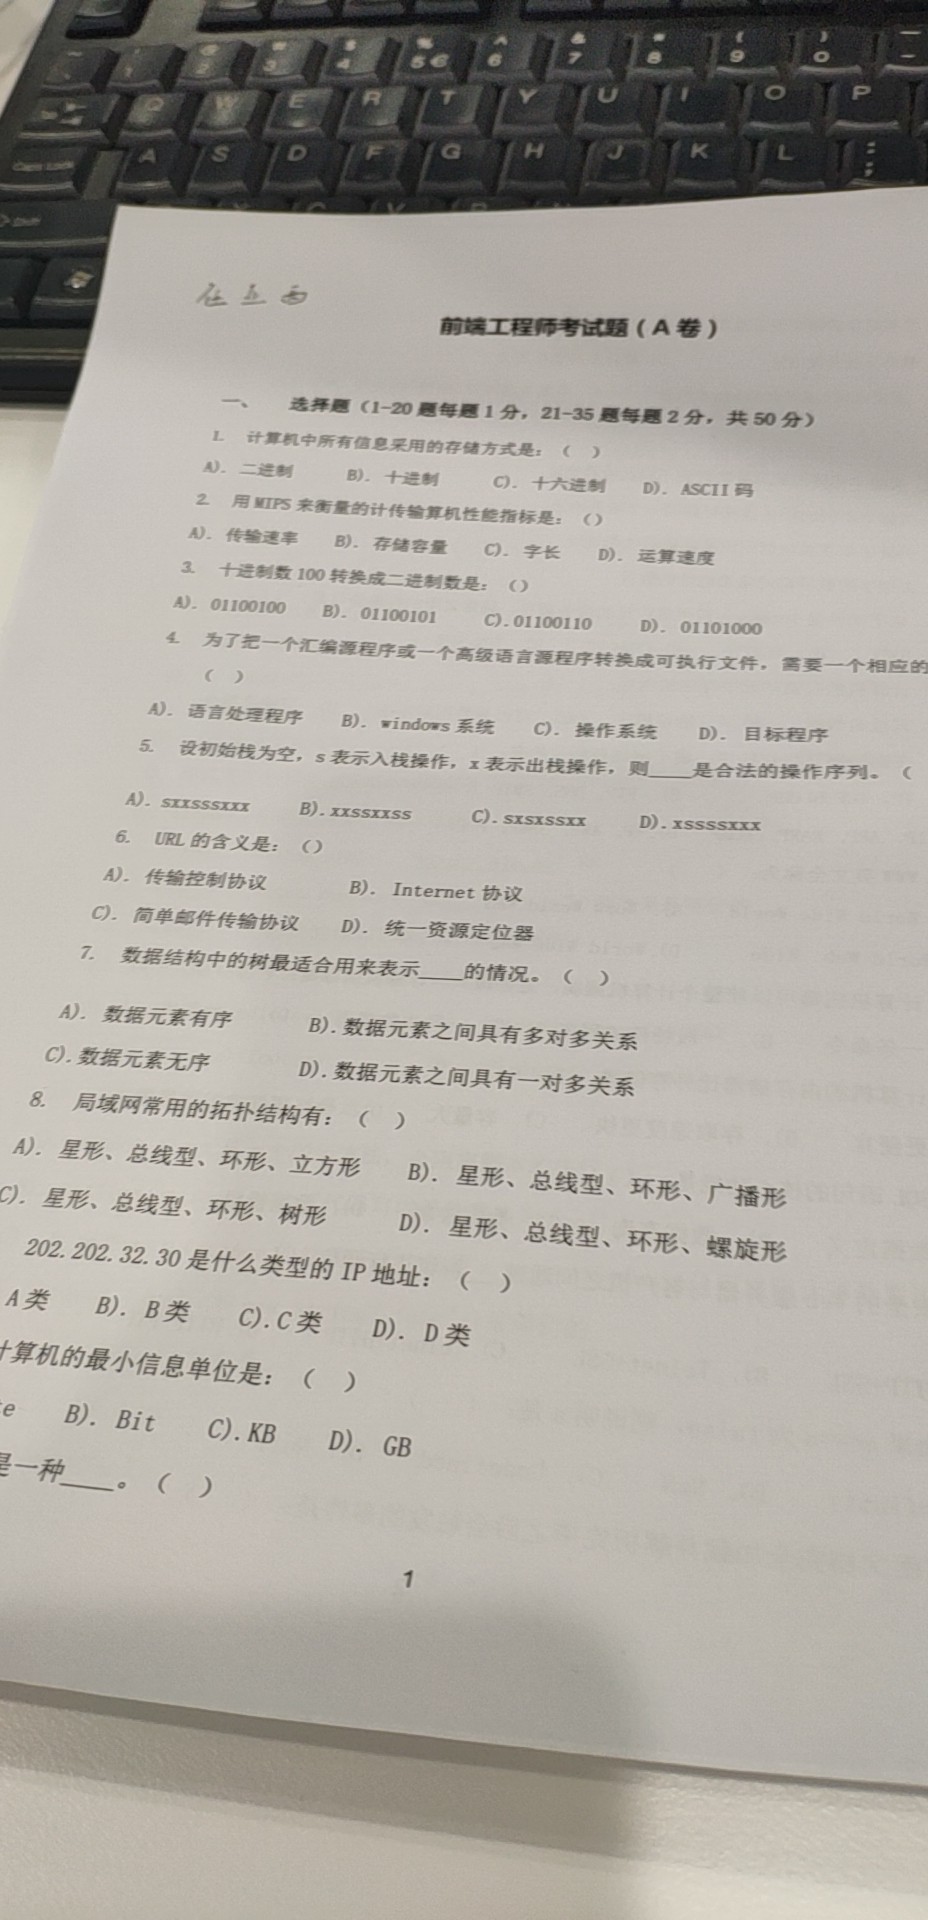 5€ 6 7 8 9 0
Q W E R T Y U I O P
Caps Lock A S D F G H J K L
前端工程师考试题（A 卷）
一、 选择题（1-20 题每题 1 分，21-35 题每题 2 分，共 50 分）
1. 计算机中所有信息采用的存储方式是：（ ）
A). 二进制 B). 十进制 C). 十六进制 D). ASCII 码
2. 用 MIPS 来衡量的计传输算机性能指标是：（）
A). 传输速率 B). 存储容量 C). 字长 D). 运算速度
3. 十进制数 100 转换成二进制数是：（）
A). 01100100 B). 01100101 C).01100110 D). 01101000
4. 为了把一个汇编源程序或一个高级语言源程序转换成可执行文件，需要一个相应的
（ ）
A). 语言处理程序 B). windows 系统 C). 操作系统 D). 目标程序
5. 设初始栈为空，s 表示入栈操作，x 表示出栈操作，则____是合法的操作序列。（
A). sxxsssxxx B).xxssxxss C).sxsxssxx D).xssssxxx
6. URL 的含义是：（）
A). 传输控制协议 B). Internet 协议
C). 简单邮件传输协议 D). 统一资源定位器
7. 数据结构中的树最适合用来表示____的情况。（ ）
A). 数据元素有序 B).数据元素之间具有多对多关系
C).数据元素无序 D).数据元素之间具有一对多关系
8. 局域网常用的拓扑结构有：（ ）
A). 星形、总线型、环形、立方形 B). 星形、总线型、环形、广播形
C). 星形、总线型、环形、树形 D). 星形、总线型、环形、螺旋形
202.202.32.30 是什么类型的 IP 地址：（ ）
A 类 B). B 类 C).C 类 D). D 类
计算机的最小信息单位是：（ ）
e B). Bit C).KB D). GB
是一种____。（ ）
1